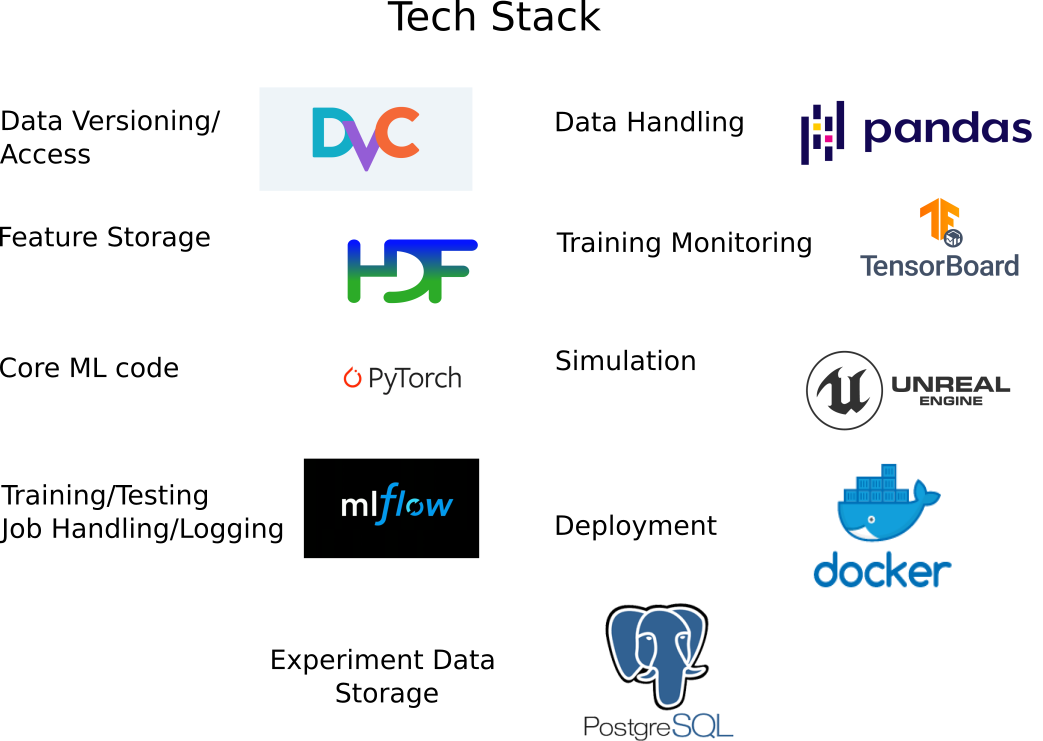 Tech Stack
Data Versioning/
Access
DVC
Data Handling
pandas
Feature Storage
HDF
Training Monitoring
TensorBoard
Core ML code
PyTorch
Simulation
UNREAL
ENGINE
Training/Testing
Job Handling/Logging
mlflow
Deployment
docker
Experiment Data
Storage
PostgreSQL